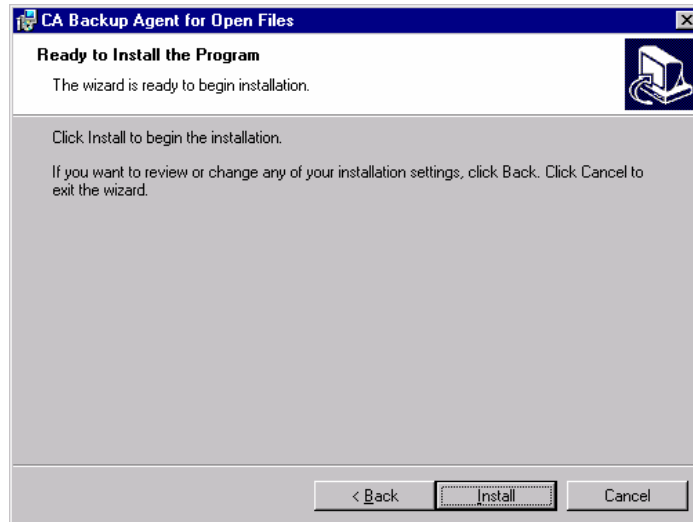 CA Backup Agent for Open Files
Ready to Install the Program
The wizard is ready to begin installation.
Click Install to begin the installation.
If you want to review or change any of your installation settings, click Back. Click Cancel to
exit the wizard.
< Back Install Cancel